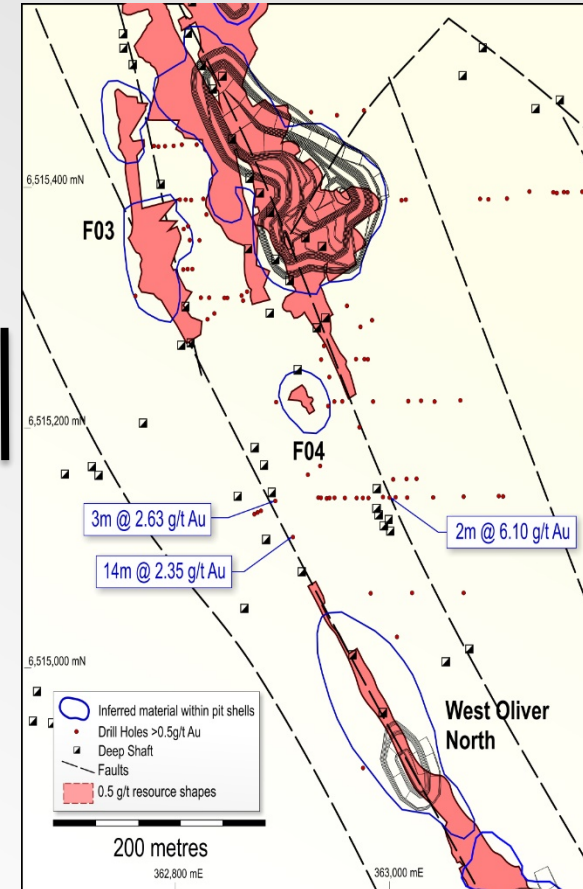 6,515,400 mN
F03
6,515,200 mN
F04
3m @ 2.63 g/t Au
2m @ 6.10 g/t Au
14m @ 2.35 g/t Au
6,515,000 mN
West Oliver
North
Inferred material within pit shells
Drill Holes >0.5g/t Au
Deep Shaft
Faults
0.5 g/t resource shapes
200 metres
362,800 mE
363,000 mE